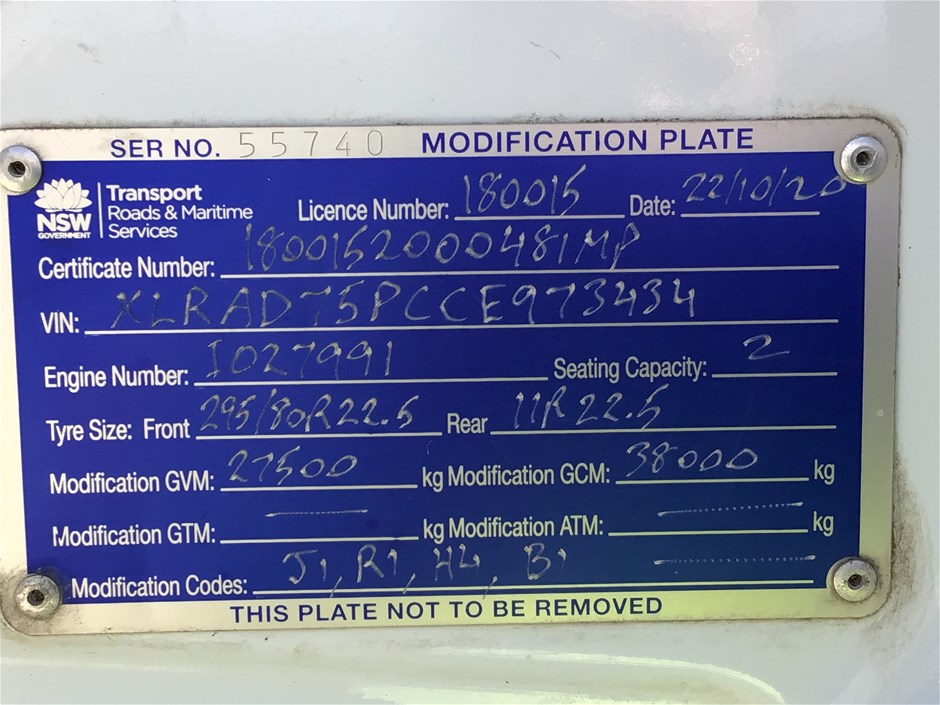 SER NO. 55740 MODIFICATION PLATE
NSW GOVERNMENT
Transport
Roads & Maritime
Services
Licence Number: 180015 Date: 22/10/20
Certificate Number: 180015200048​1MP
VIN: XLRAD75PCCE973434
Engine Number: I027991 Seating Capacity: 2
Tyre Size: Front 295/80R22.5 Rear 11R22.5
Modification GVM: 27500 kg Modification GCM: 38000 kg
Modification GTM: kg Modification ATM: kg
Modification Codes: J1, R1, H4, B1
THIS PLATE NOT TO BE REMOVED